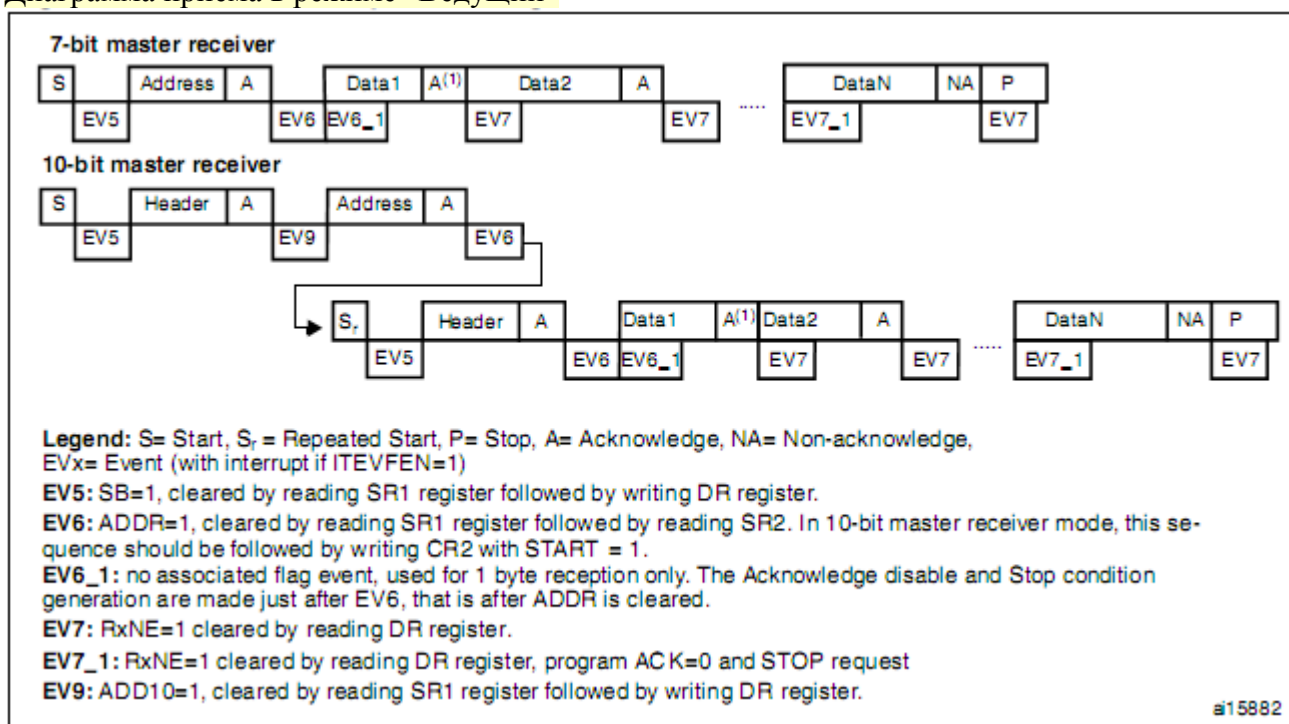 Диаграмма приема в режиме "Ведущий"
7-bit master receiver
S Address A Data1 A(1) Data2 A ..... DataN NA P
EV5 EV6 EV6_1 EV7 EV7 EV7_1 EV7
10-bit master receiver
S Header A Address A
EV5 EV9 EV6
Sr Header A Data1 A(1) Data2 A ..... DataN NA P
EV5 EV6 EV6_1 EV7 EV7 EV7_1 EV7
Legend: S= Start, Sr = Repeated Start, P= Stop, A= Acknowledge, NA= Non-acknowledge,
EVx= Event (with interrupt if ITEVFEN=1)
EV5: SB=1, cleared by reading SR1 register followed by writing DR register.
EV6: ADDR=1, cleared by reading SR1 register followed by reading SR2. In 10-bit master receiver mode, this se-
quence should be followed by writing CR2 with START = 1.
EV6_1: no associated flag event, used for 1 byte reception only. The Acknowledge disable and Stop condition
generation are made just after EV6, that is after ADDR is cleared.
EV7: RxNE=1 cleared by reading DR register.
EV7_1: RxNE=1 cleared by reading DR register, program ACK=0 and STOP request
EV9: ADD10=1, cleared by reading SR1 register followed by writing DR register.
ai15882